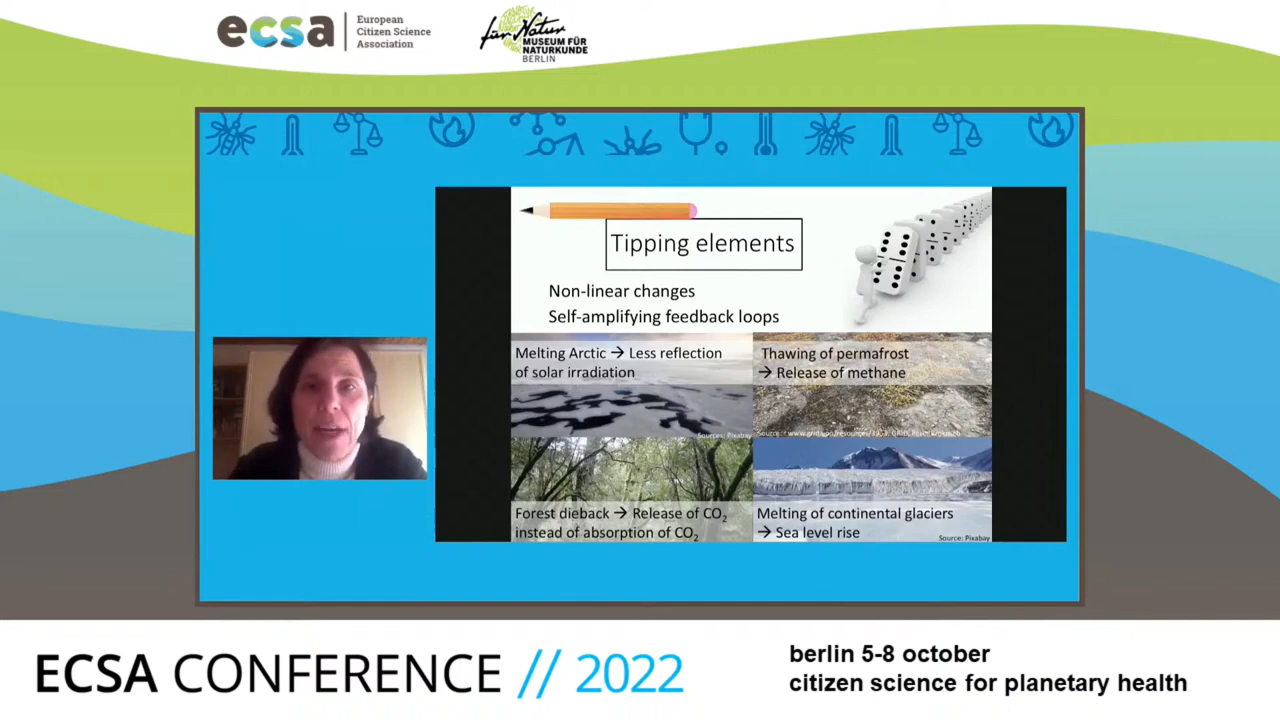 ecsa
European
Citizen Science
Association
für Natur
MUSEUM FÜR
NATURKUNDE
BERLIN
Tipping elements
Non-linear changes
Self-amplifying feedback loops
Melting Arctic → Less reflection
of solar irradiation
Sources: Pixabay
Thawing of permafrost
→ Release of methane
Forest dieback → Release of CO₂
instead of absorption of CO₂
Melting of continental glaciers
→ Sea level rise
Source: Pixabay
ECSA CONFERENCE // 2022
berlin 5-8 october
citizen science for planetary health